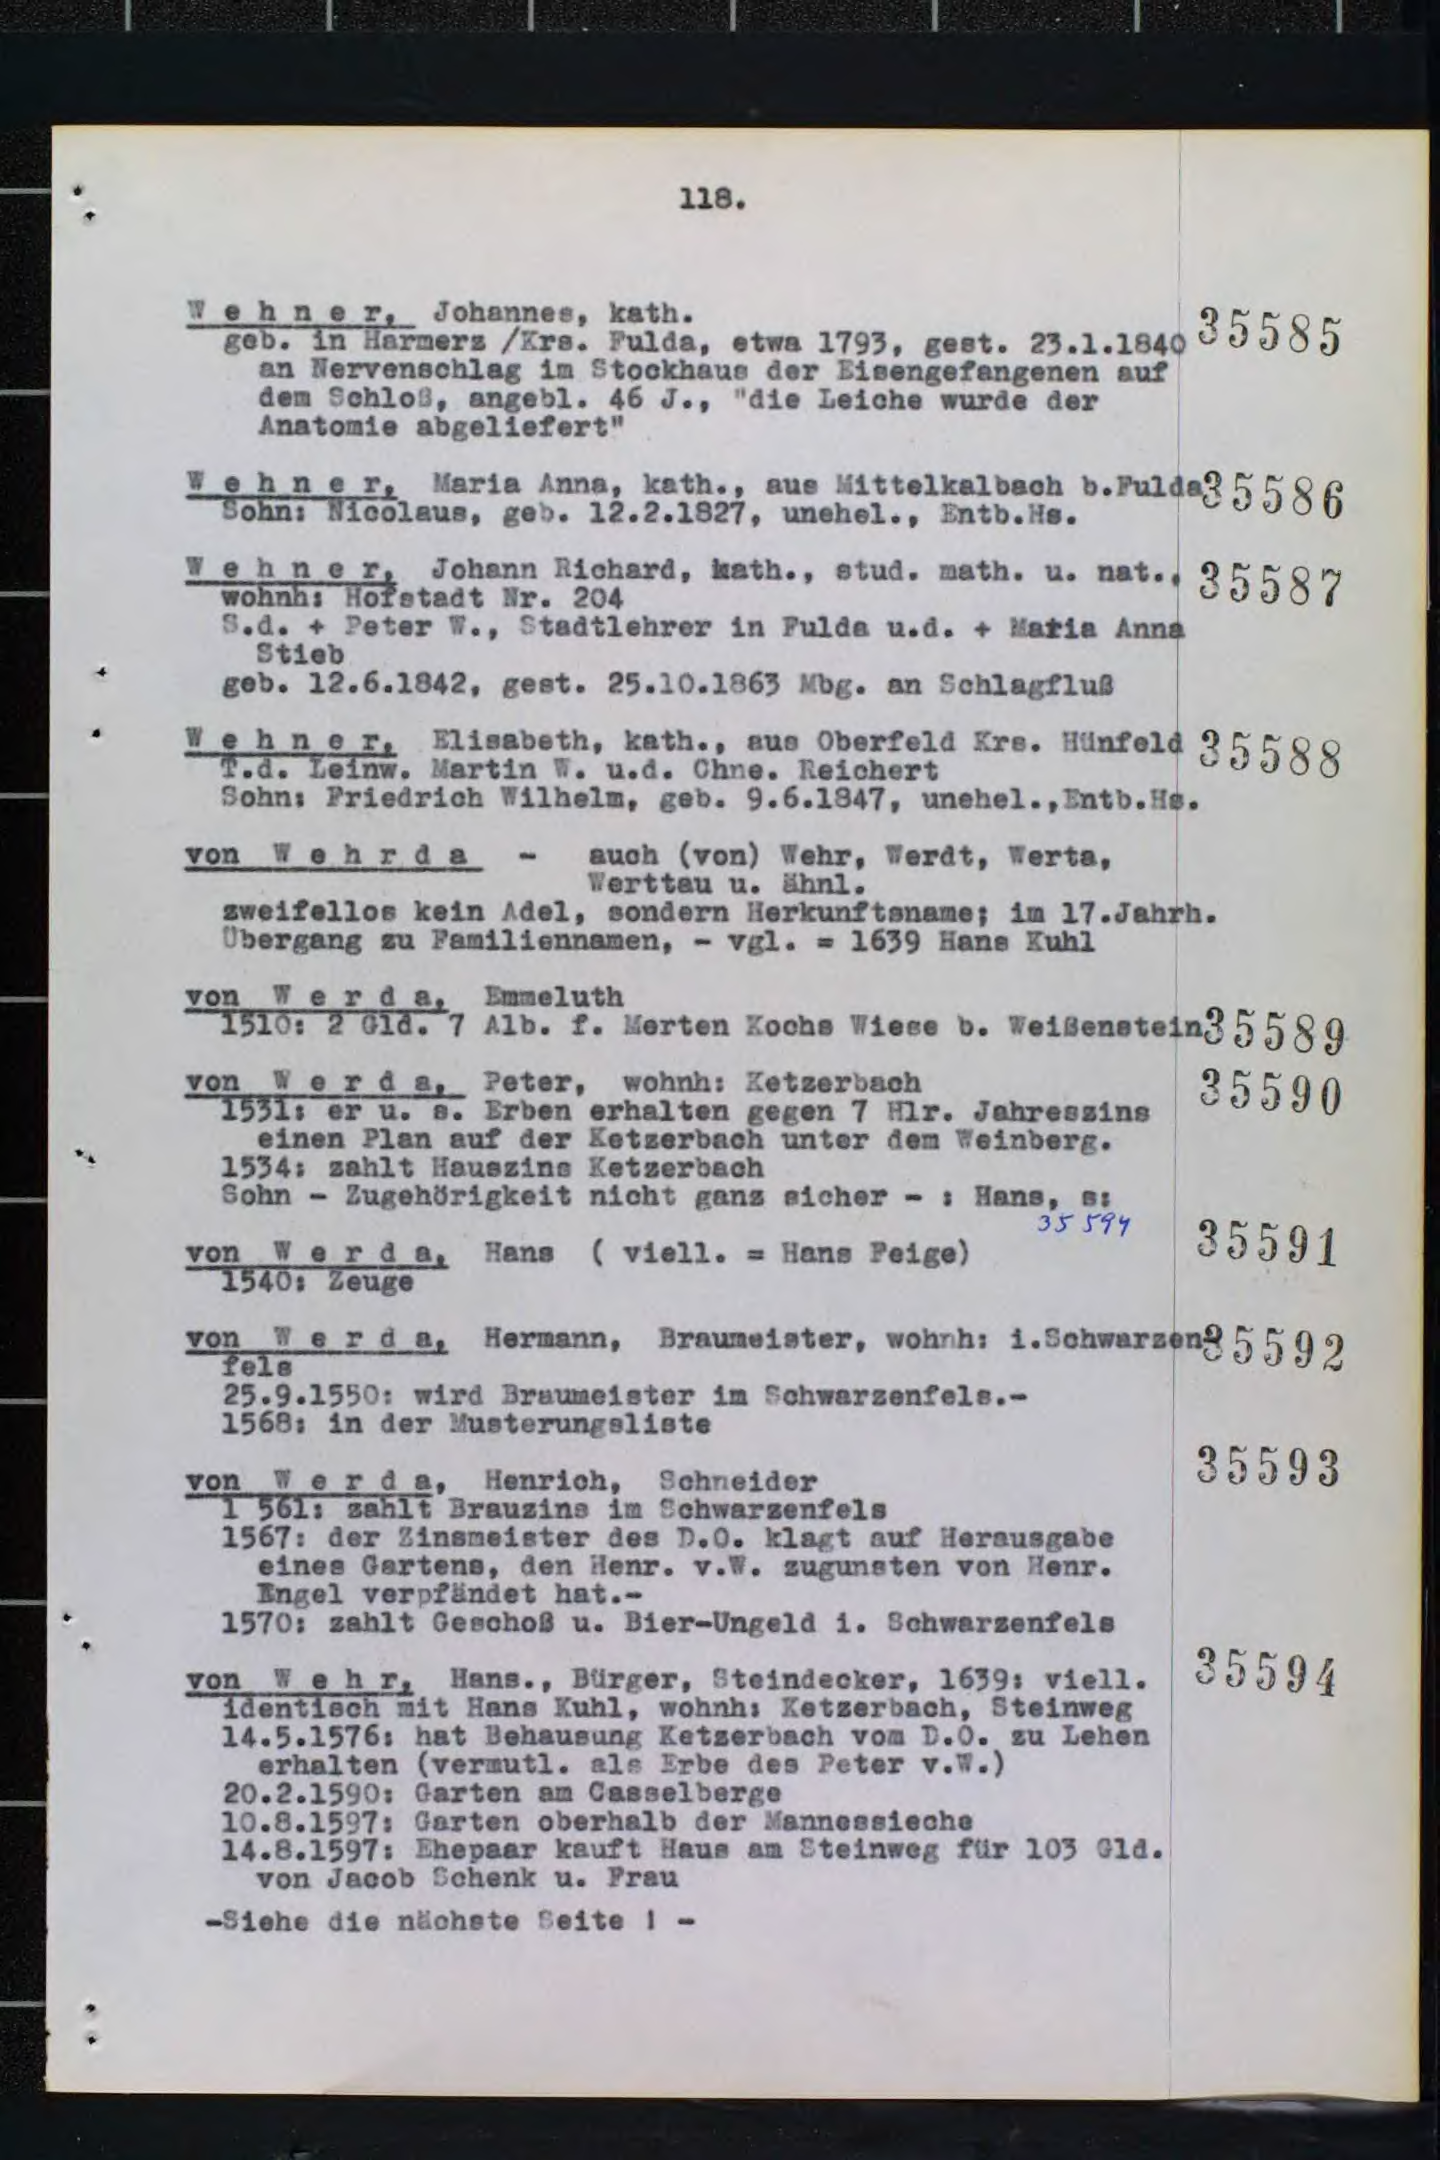 118.
W e h n e r, Johannes, kath.
35585
geb. in Harmerz /Krs. Fulda, etwa 1793, gest. 23.1.1840
an Nervenschlag im Stockhaus der Eisengefangenen auf
dem Schloß, angebl. 46 J., "die Leiche wurde der
Anatomie abgeliefert"
W e h n e r, Maria Anna, kath., aus Mittelkalbach b.Fulda
35586
Sohn: Nicolaus, geb. 12.2.1827, unehel., Entb.Hs.
W e h n e r, Johann Richard, kath., stud. math. u. nat.,
35587
wohnh: Hofstadt Nr. 204
S.d. + Peter W., Stadtlehrer in Fulda u.d. + Maria Anna
Stieb
geb. 12.6.1842, gest. 25.10.1863 Mbg. an Schlagfluß
W e h n e r, Elisabeth, kath., aus Oberfeld Krs. Hünfeld
35588
T.d. Leinw. Martin W. u.d. Chne. Reichert
Sohn: Friedrich Wilhelm, geb. 9.6.1847, unehel.,Entb.Hs.
von W e h r d a - auch (von) Wehr, Werdt, Werta,
Werttau u. ähnl.
zweifellos kein Adel, sondern Herkunftsname; im 17.Jahrh.
Übergang zu Familiennamen, - vgl. = 1639 Hans Kuhl
von W e r d a, Emmeluth
1510: 2 Gld. 7 Alb. f. Merten Kochs Wiese b. Weißenstein
35589
von W e r d a, Peter, wohnh: Ketzerbach
35590
1531: er u. s. Erben erhalten gegen 7 Hlr. Jahreszins
einen Plan auf der Ketzerbach unter dem Weinberg.
1534: zahlt Hauszins Ketzerbach
Sohn - Zugehörigkeit nicht ganz sicher - : Hans, s:
35 594
von W e r d a, Hans ( viell. = Hans Feige)
35591
1540: Zeuge
von W e r d a, Hermann, Braumeister, wohnh: i.Schwarzen-
35592
fels
25.9.1550: wird Braumeister im Schwarzenfels.-
1568: in der Musterungsliste
von W e r d a, Henrich, Schneider
35593
1 561: zahlt Brauzins im Schwarzenfels
1567: der Zinsmeister des D.O. klagt auf Herausgabe
eines Gartens, den Henr. v.W. zugunsten von Henr.
Engel verpfändet hat.-
1570: zahlt Geschoß u. Bier-Ungeld i. Schwarzenfels
von W e h r, Hans., Bürger, Steindecker, 1639: viell.
35594
identisch mit Hans Kuhl, wohnh: Ketzerbach, Steinweg
14.5.1576: hat Behausung Ketzerbach vom D.O. zu Lehen
erhalten (vermutl. als Erbe des Peter v.W.)
20.2.1590: Garten am Casselberge
10.8.1597: Garten oberhalb der Mannessieche
14.8.1597: Ehepaar kauft Haus am Steinweg für 103 Gld.
von Jacob Schenk u. Frau
-Siehe die nächste Seite ! -